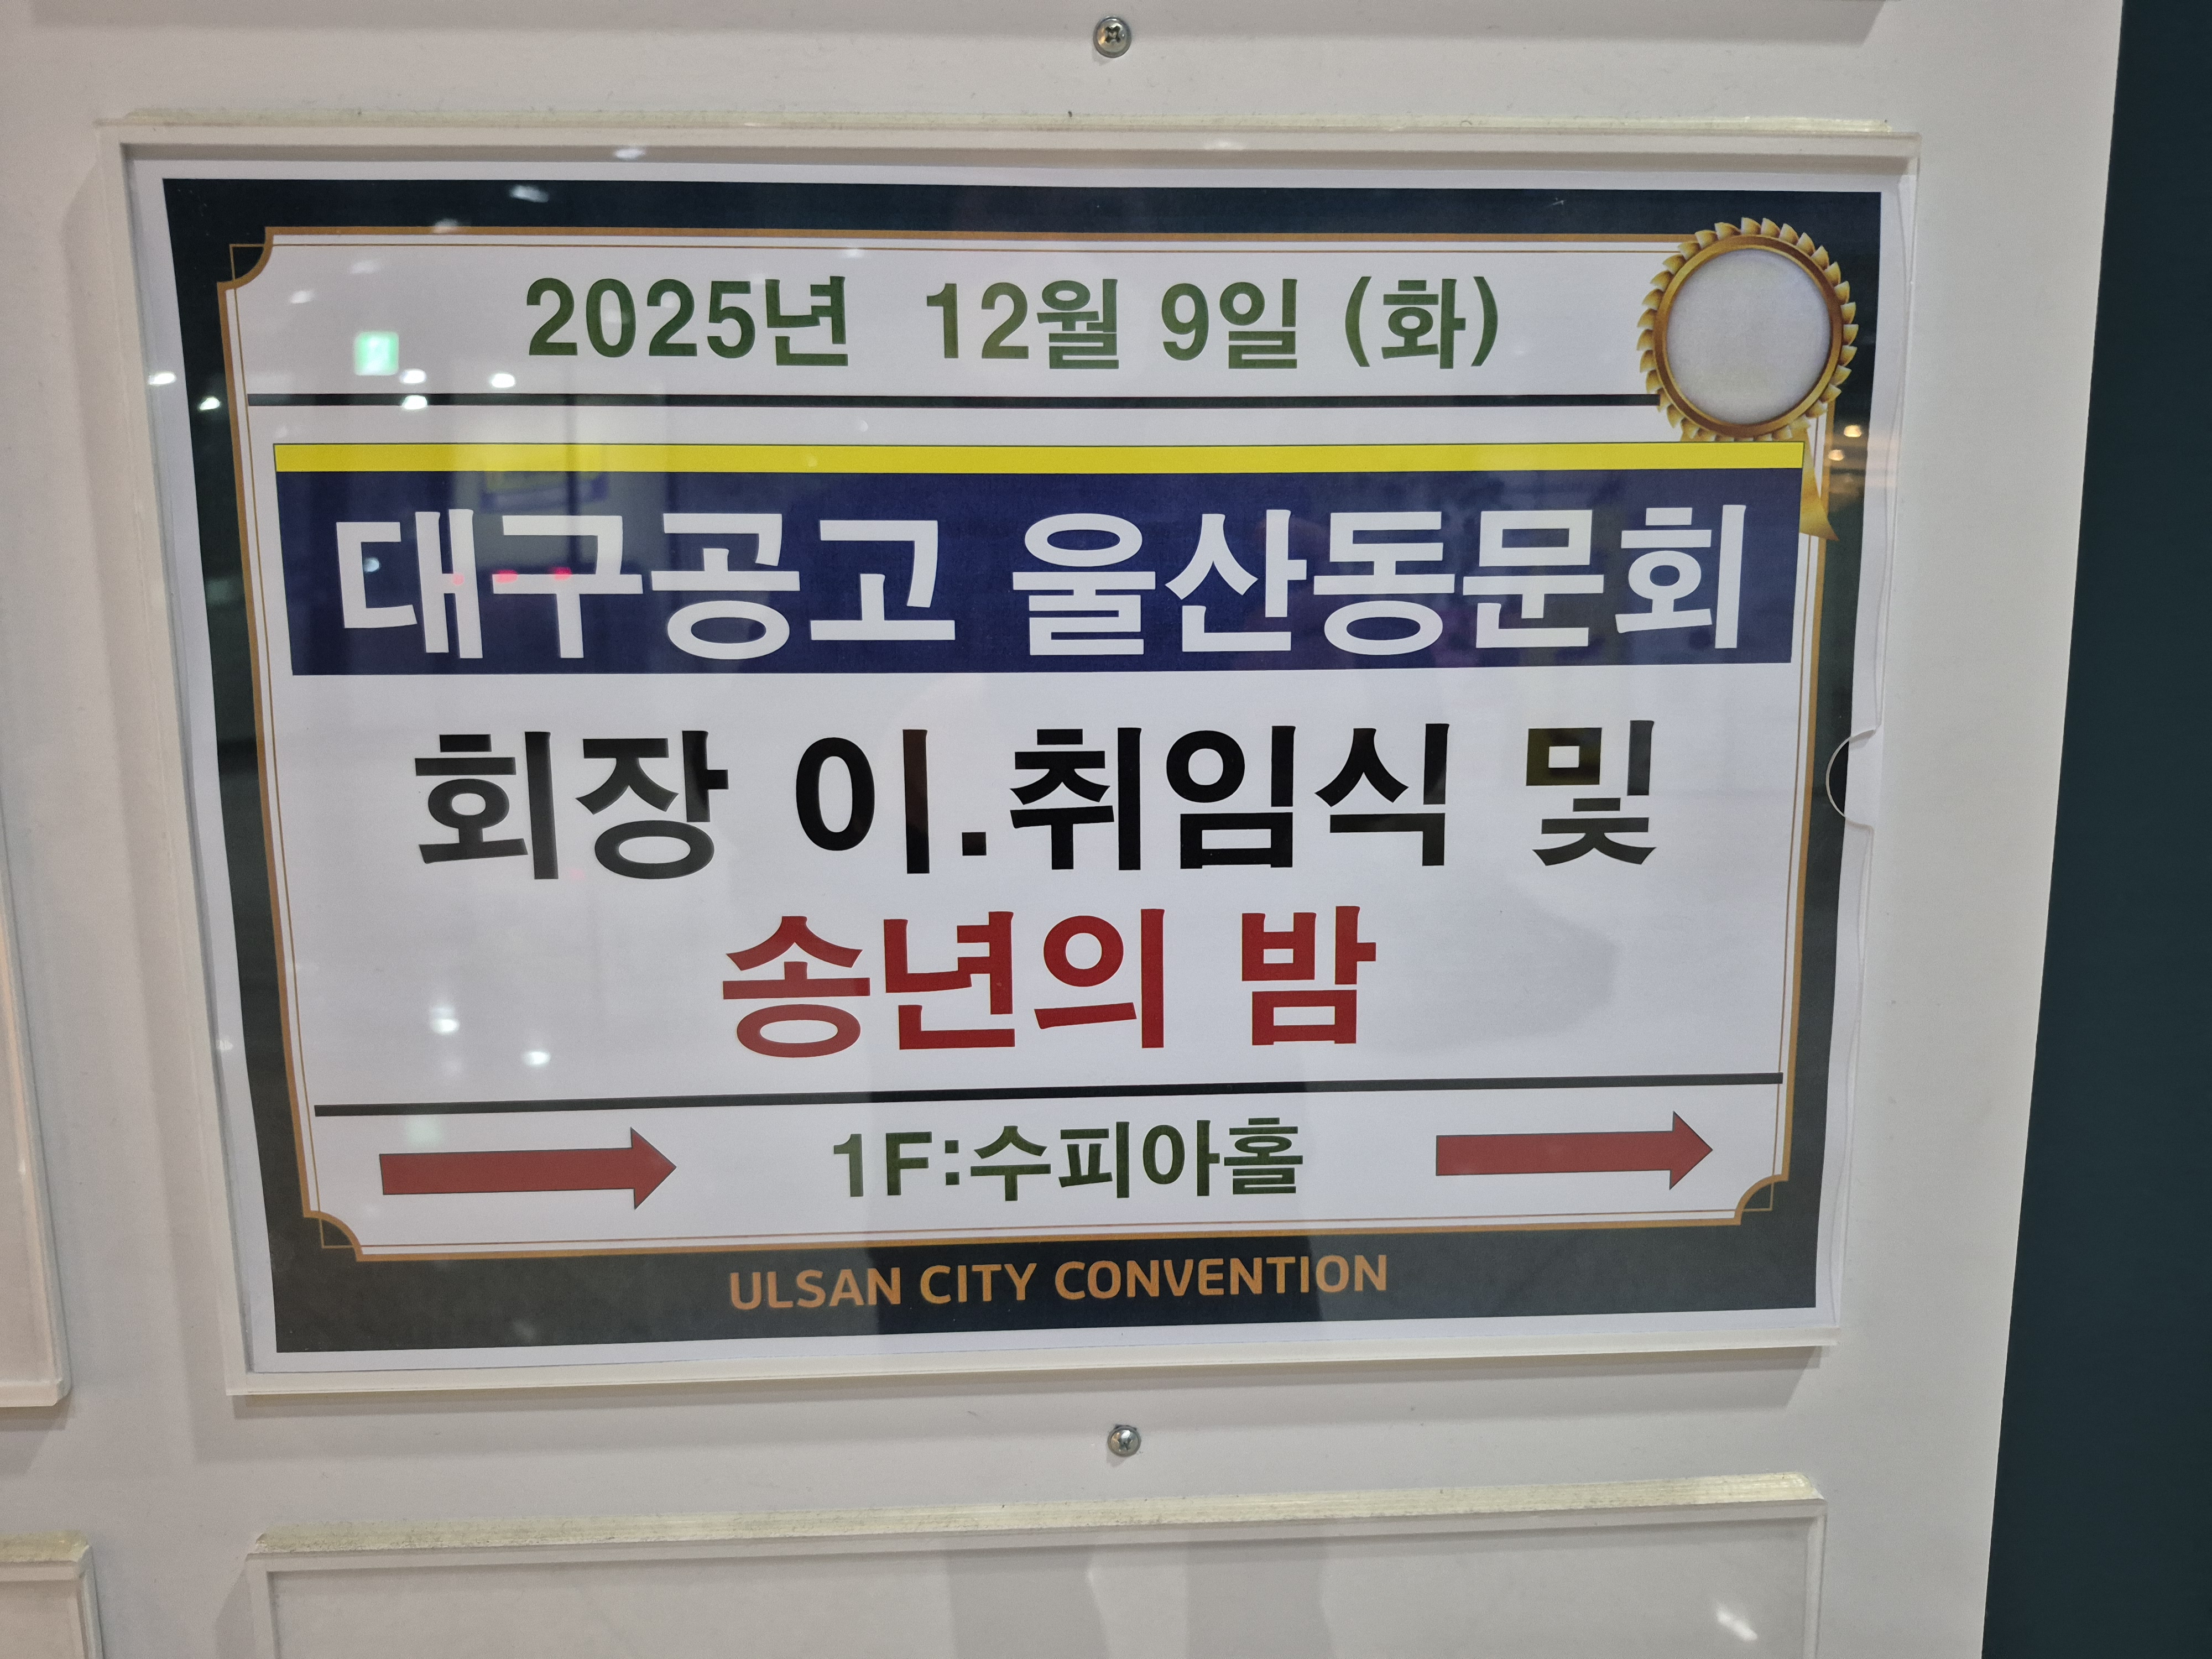 2025년 12월 9일 (화)
대구공고 울산동문회
회장 이.취임식 및
송년의 밤
1F:수피아홀
ULSAN CITY CONVENTION